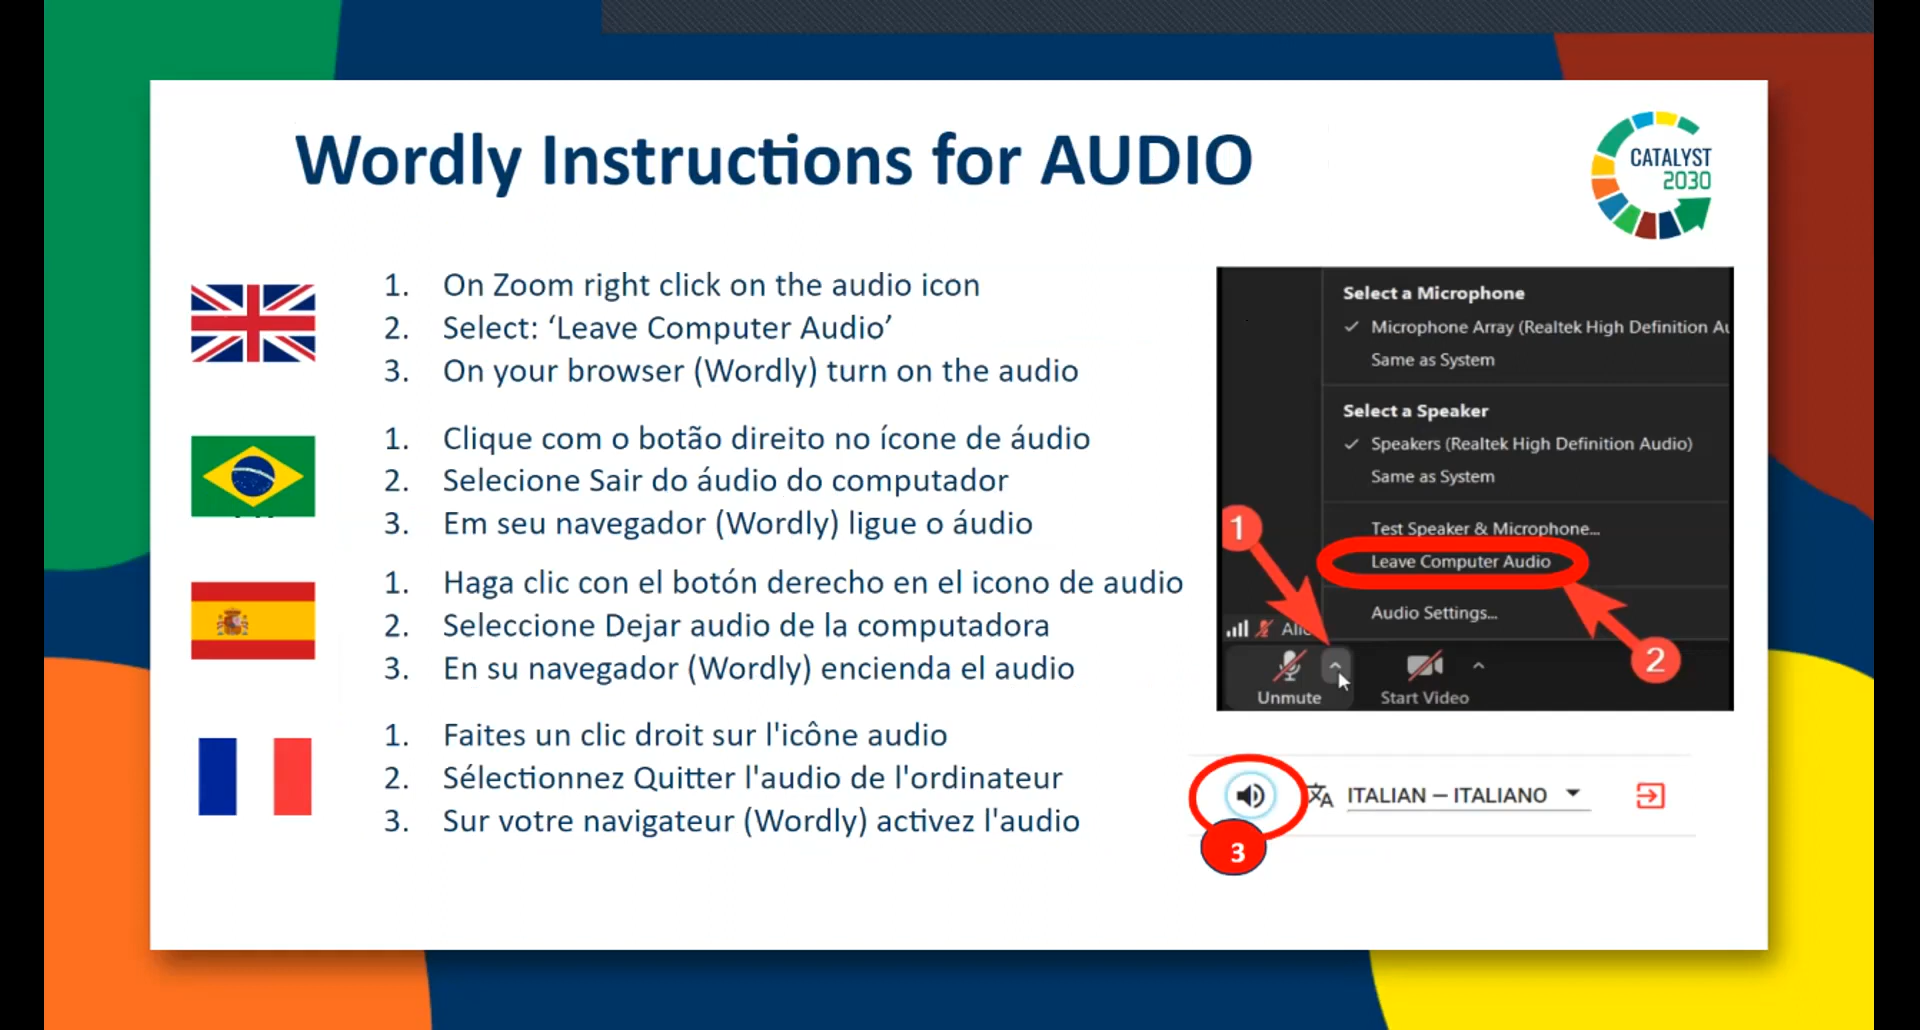 Wordly Instructions for AUDIO
CATALYST
2030
1. On Zoom right click on the audio icon
2. Select: ‘Leave Computer Audio’
3. On your browser (Wordly) turn on the audio
1. Clique com o botão direito no ícone de áudio
2. Selecione Sair do áudio do computador
3. Em seu navegador (Wordly) ligue o áudio
1. Haga clic con el botón derecho en el icono de audio
2. Seleccione Dejar audio de la computadora
3. En su navegador (Wordly) encienda el audio
1. Faites un clic droit sur l'icône audio
2. Sélectionnez Quitter l'audio de l'ordinateur
3. Sur votre navigateur (Wordly) activez l'audio
Select a Microphone
✓ Microphone Array (Realtek High Definition Au
Same as System
Select a Speaker
✓ Speakers (Realtek High Definition Audio)
Same as System
1
Test Speaker & Microphone...
Leave Computer Audio
Audio Settings...
2
Unmute
Start Video
ITALIAN — ITALIANO
3